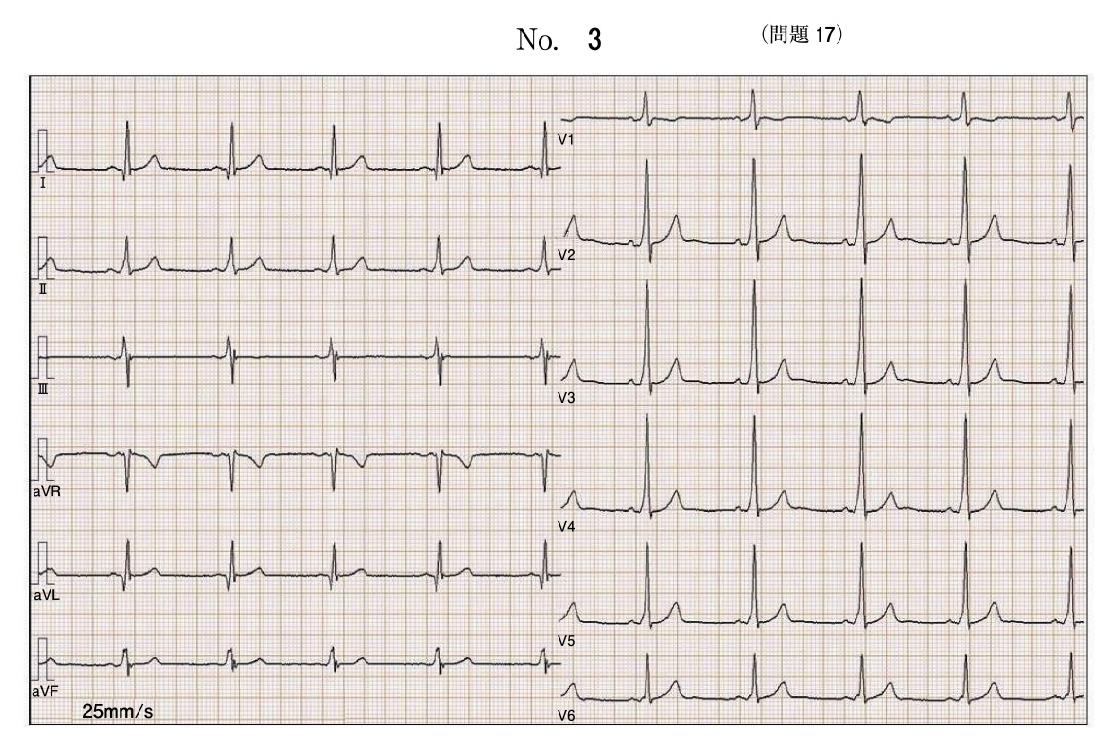 No. 3 (問題 17)
I
II
III
aVR
aVL
aVF
25mm/s
V1
V2
V3
V4
V5
V6